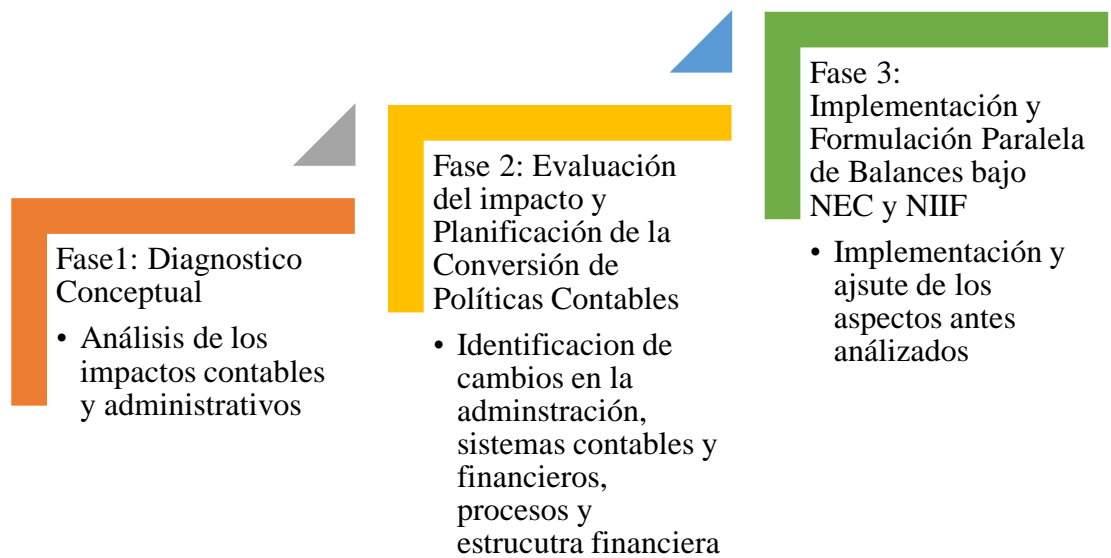 Fase1: Diagnostico
Conceptual
• Análisis de los
impactos contables
y administrativos
Fase 2: Evaluación
del impacto y
Planificación de la
Conversión de
Políticas Contables
• Identificacion de
cambios en la
adminstración,
sistemas contables y
financieros,
procesos y
estrucutra financiera
Fase 3:
Implementación y
Formulación Paralela
de Balances bajo
NEC y NIIF
• Implementación y
ajsute de los
aspectos antes
análizados